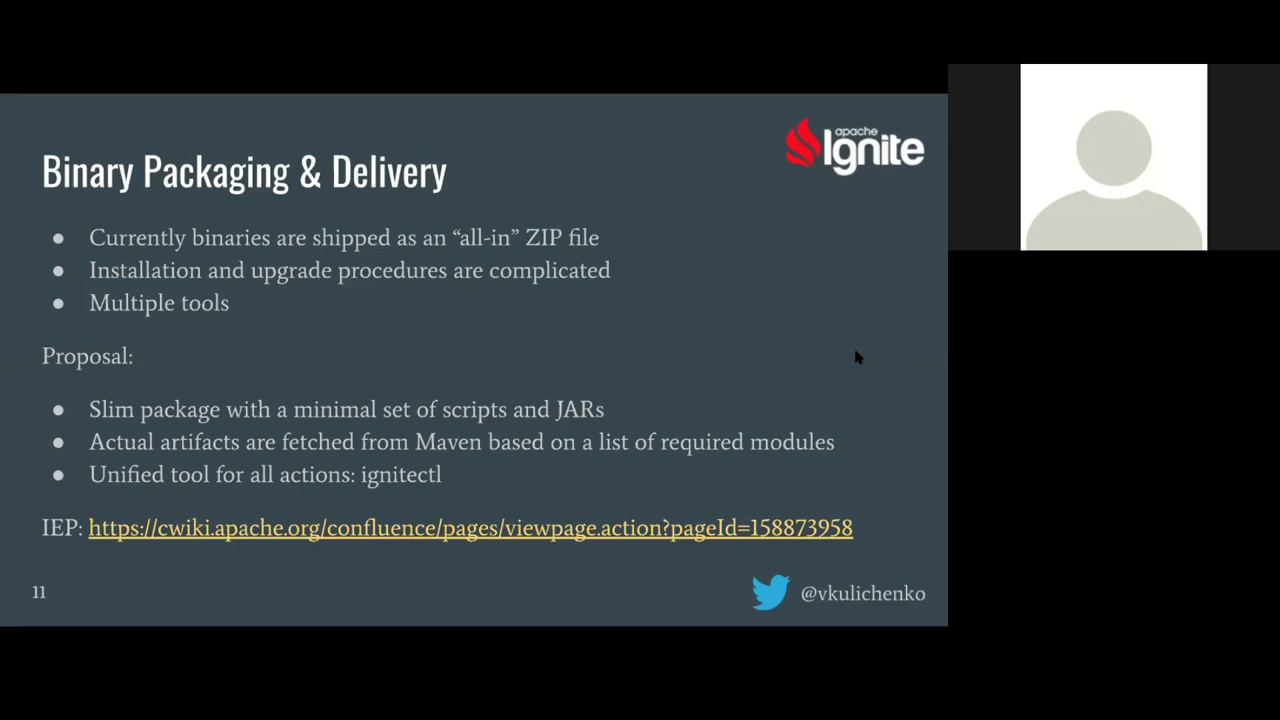 apache
Ignite
Binary Packaging & Delivery
● Currently binaries are shipped as an “all-in” ZIP file
● Installation and upgrade procedures are complicated
● Multiple tools
Proposal:
● Slim package with a minimal set of scripts and JARs
● Actual artifacts are fetched from Maven based on a list of required modules
● Unified tool for all actions: ignitectl
IEP: https://cwiki.apache.org/confluence/pages/viewpage.action?pageId=158873958
11
@vkulichenko